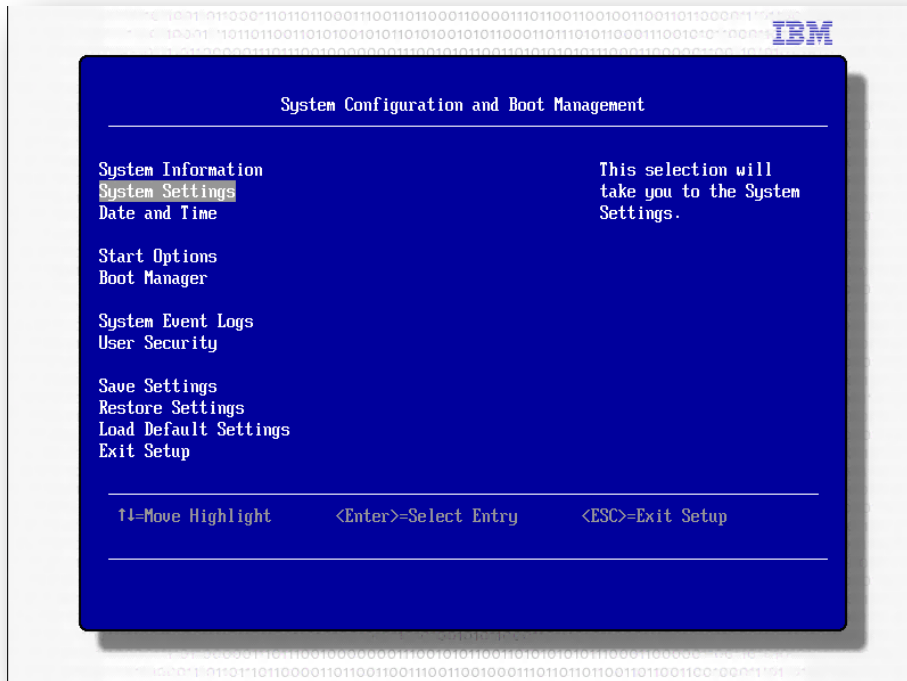 IBM
System Configuration and Boot Management
System Information
System Settings
Date and Time
Start Options
Boot Manager
System Event Logs
User Security
Save Settings
Restore Settings
Load Default Settings
Exit Setup
This selection will
take you to the System
Settings.
↑↓=Move Highlight <Enter>=Select Entry <ESC>=Exit Setup